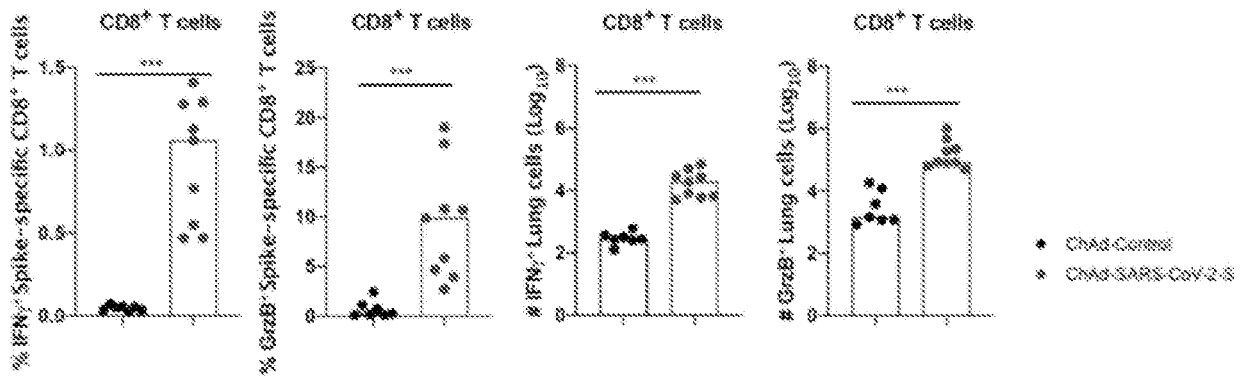 CD8⁺ T cells
% IFNγ⁺ Spike-specific CD8⁺ T cells
1.5
***
1.0
0.5
0.0
CD8⁺ T cells
% GrzB⁺ Spike-specific CD8⁺ T cells
25
***
20
15
10
5
0
CD8⁺ T cells
# IFNγ⁺ Lung cells (Log₁₀)
8
***
6
4
2
0
CD8⁺ T cells
# GrzB⁺ Lung cells (Log₁₀)
8
***
6
4
2
0
ChAd-Control
ChAd-SARS-CoV-2-S